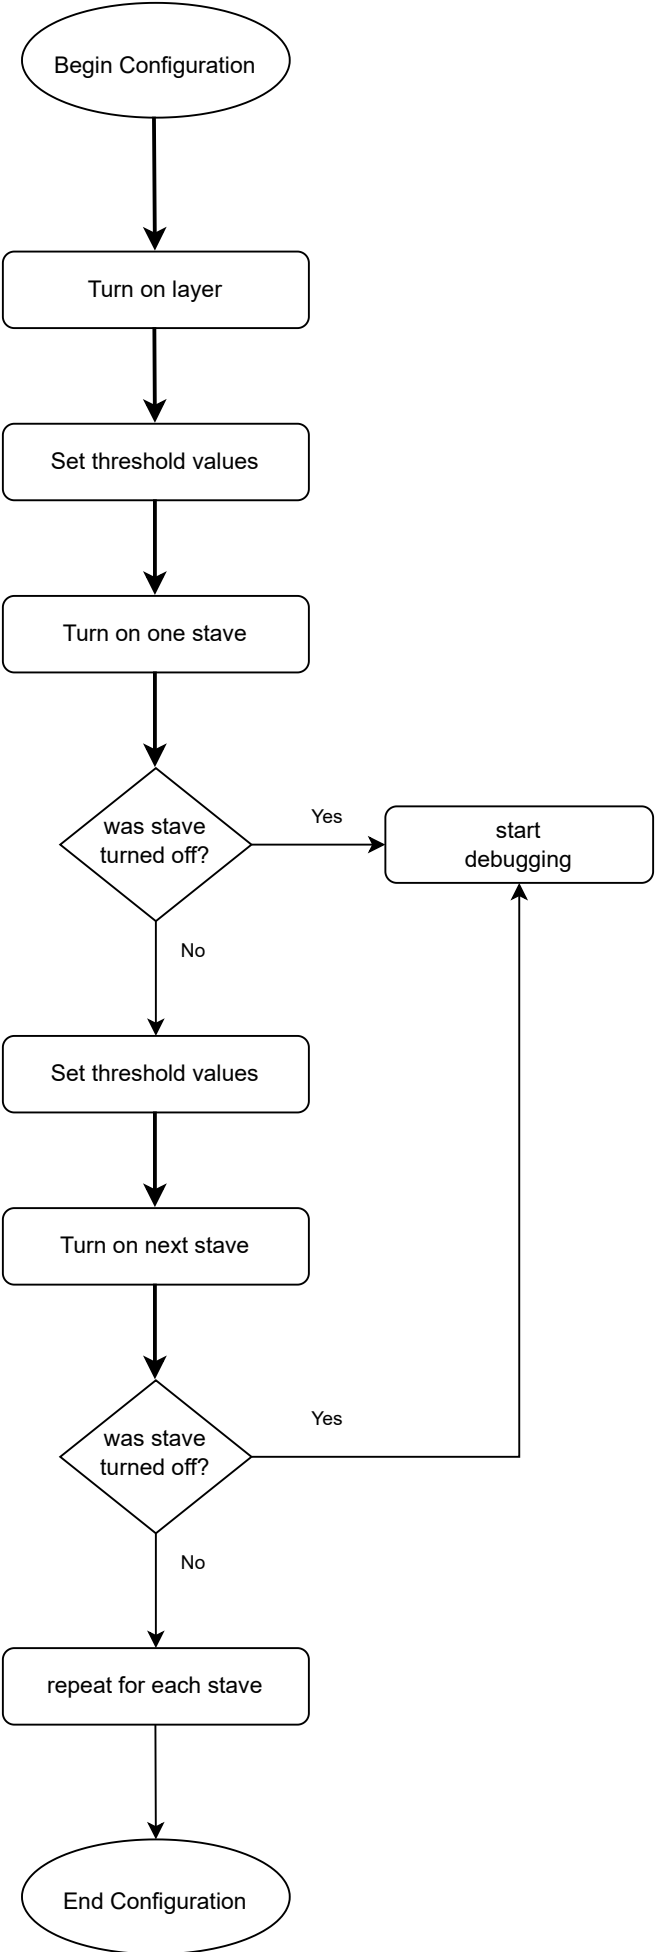 Begin Configuration
Turn on layer
Set threshold values
Turn on one stave
was stave
turned off?
Yes
start
debugging
No
Set threshold values
Turn on next stave
was stave
turned off?
Yes
No
repeat for each stave
End Configuration